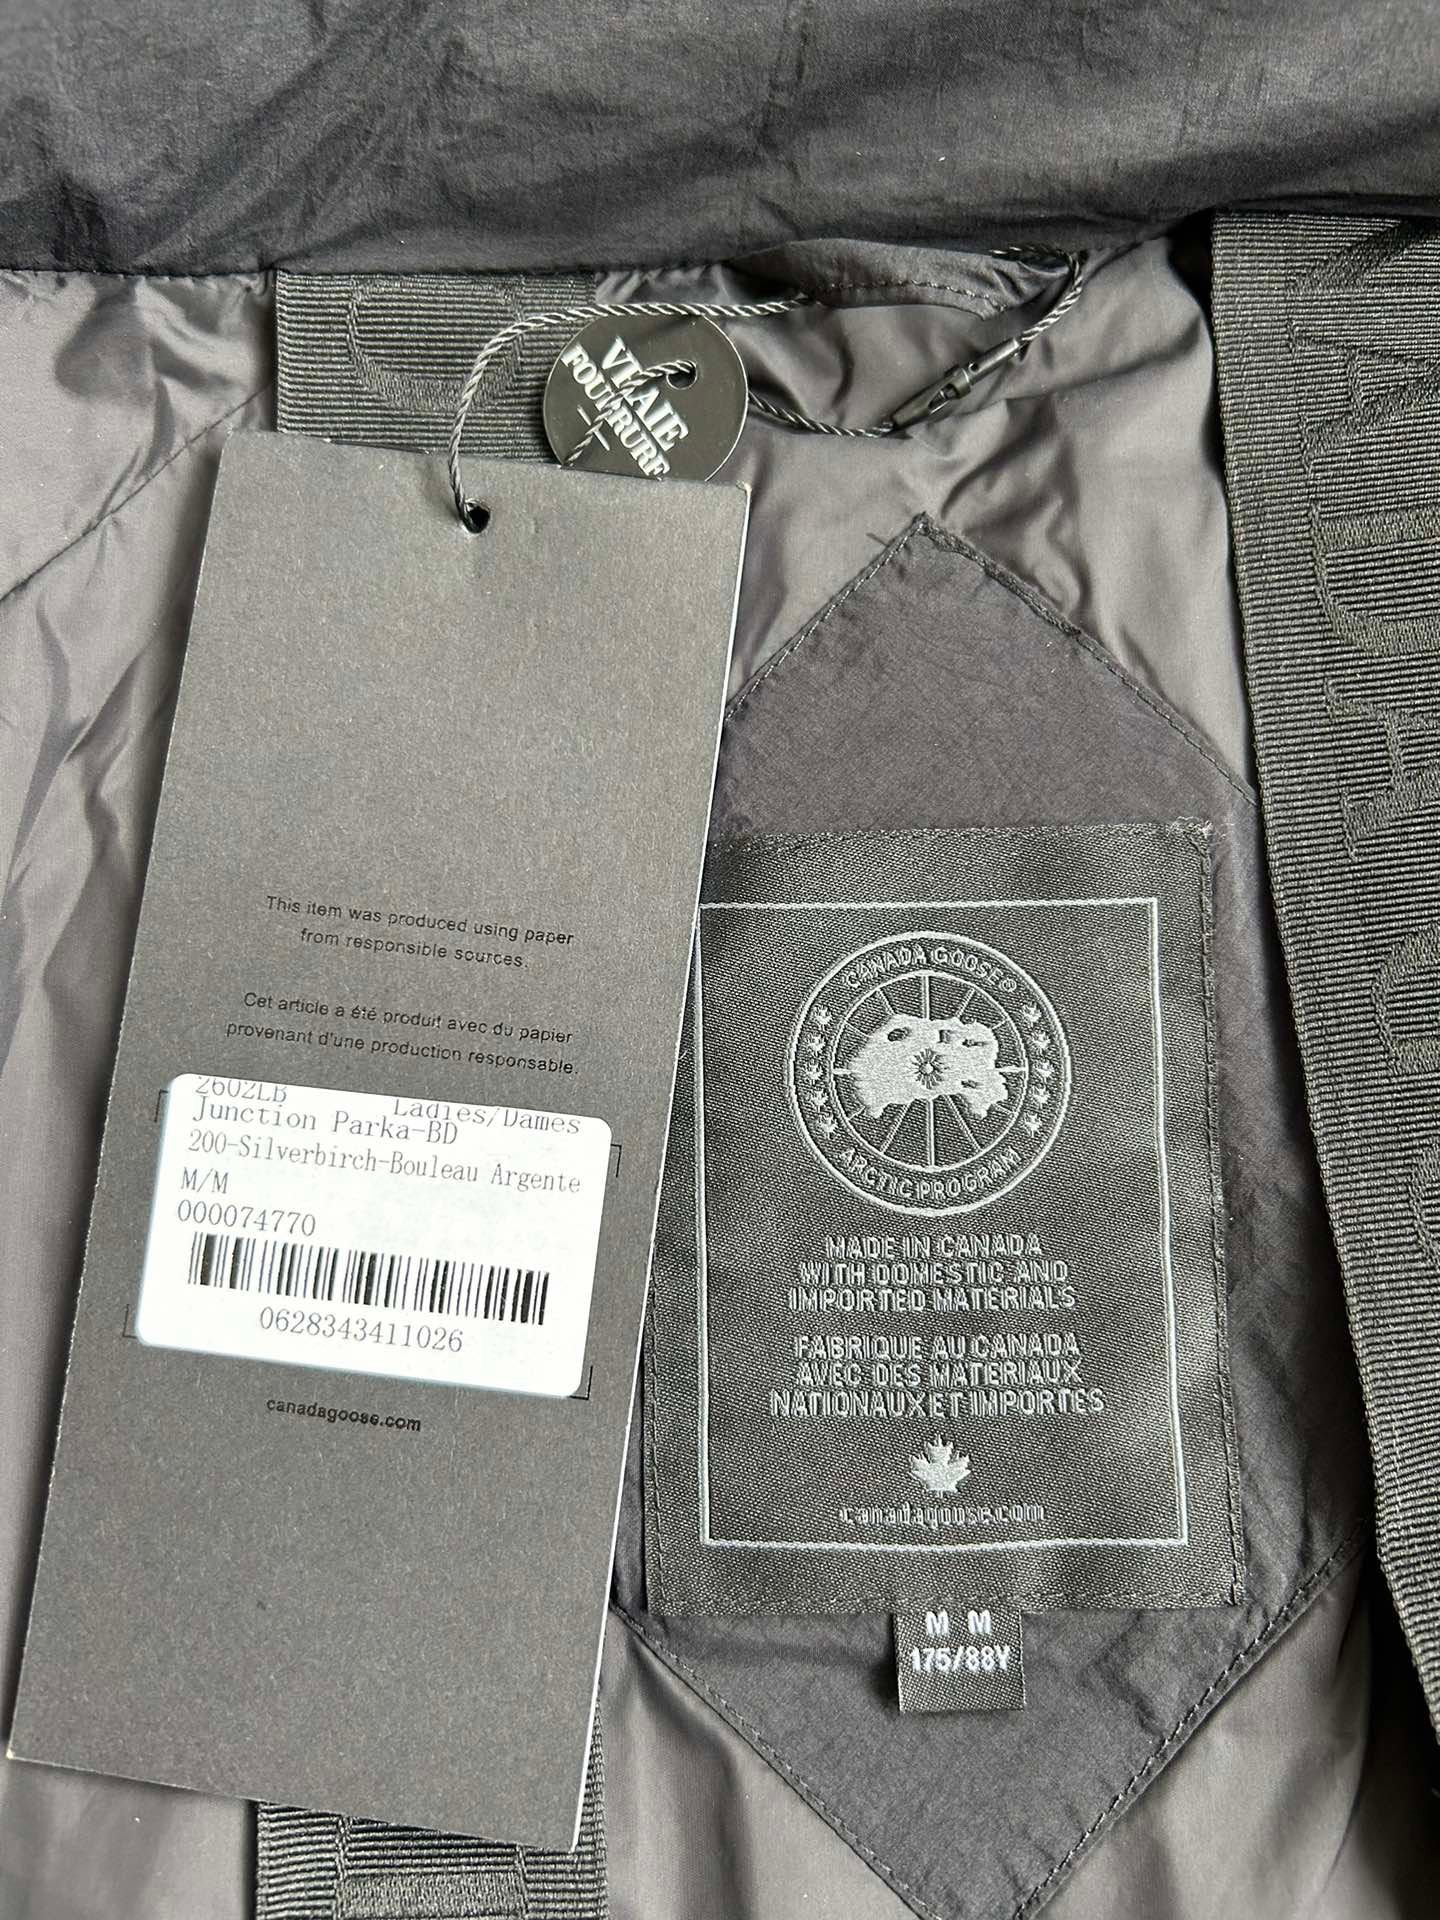 VRAIE
FOURRURE
This item was produced using paper
from responsible sources.
Cet article a été produit avec du papier
provenant d'une production responsable.
2602LB Ladies/Dames
Junction Parka-BD
200-Silverbirch-Bouleau Argente
M/M
000074770
0628343411026
canadagoose.com
CANADA GOOSE®
ARCTIC PROGRAM
MADE IN CANADA
WITH DOMESTIC AND
IMPORTED MATERIALS
FABRIQUE AU CANADA
AVEC DES MATERIAUX
NATIONAUX ET IMPORTES
canadagoose.com
M M
175/88Y